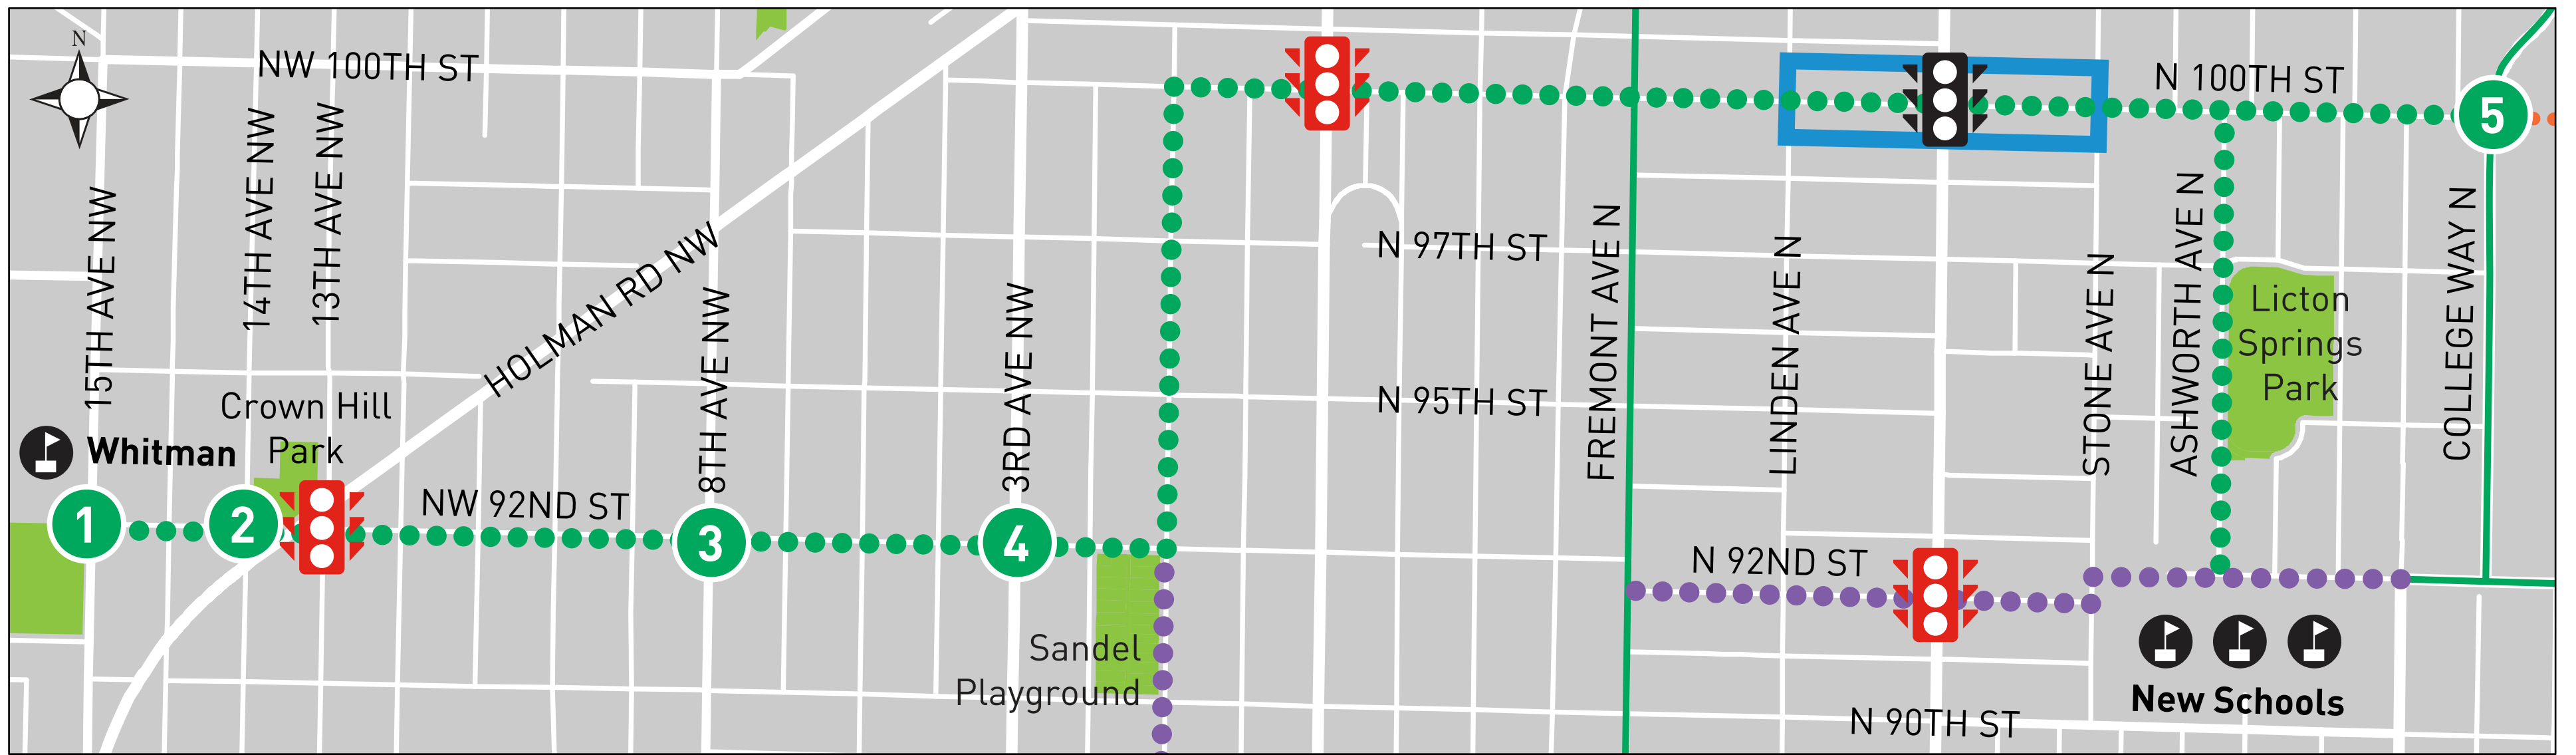 N
NW 100TH ST
N 100TH ST
5
14TH AVE NW
13TH AVE NW
15TH AVE NW
HOLMAN RD NW
8TH AVE NW
3RD AVE NW
N 97TH ST
N 95TH ST
FREMONT AVE N
LINDEN AVE N
STONE AVE N
ASHWORTH AVE N
COLLEGE WAY N
Licton
Springs
Park
Crown Hill
Park
Whitman
1
2
NW 92ND ST
3
4
N 92ND ST
Sandel
Playground
New Schools
N 90TH ST